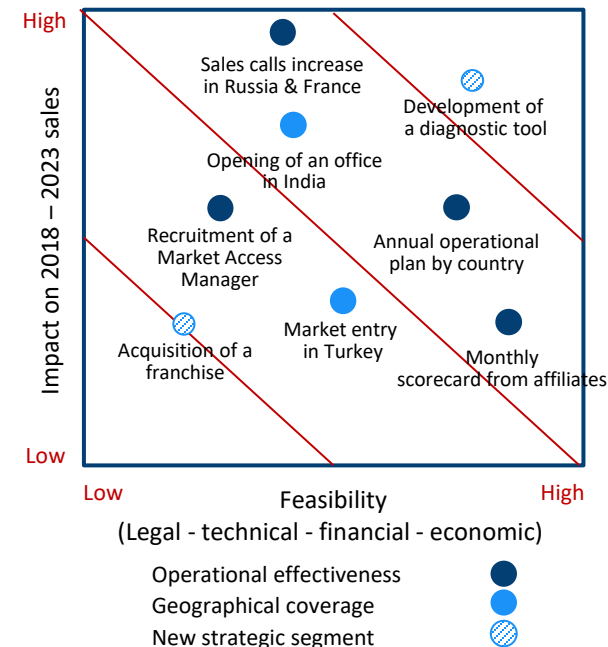 High
Sales calls increase
in Russia & France
Development of
a diagnostic tool
Opening of an office
in India
Recruitment of a
Market Access
Manager
Annual operational
plan by country
Market entry
in Turkey
Acquisition of a
franchise
Monthly
scorecard from affiliates
Impact on 2018 – 2023 sales
Low
Low
High
Feasibility
(Legal - technical - financial - economic)
Operational effectiveness
Geographical coverage
New strategic segment